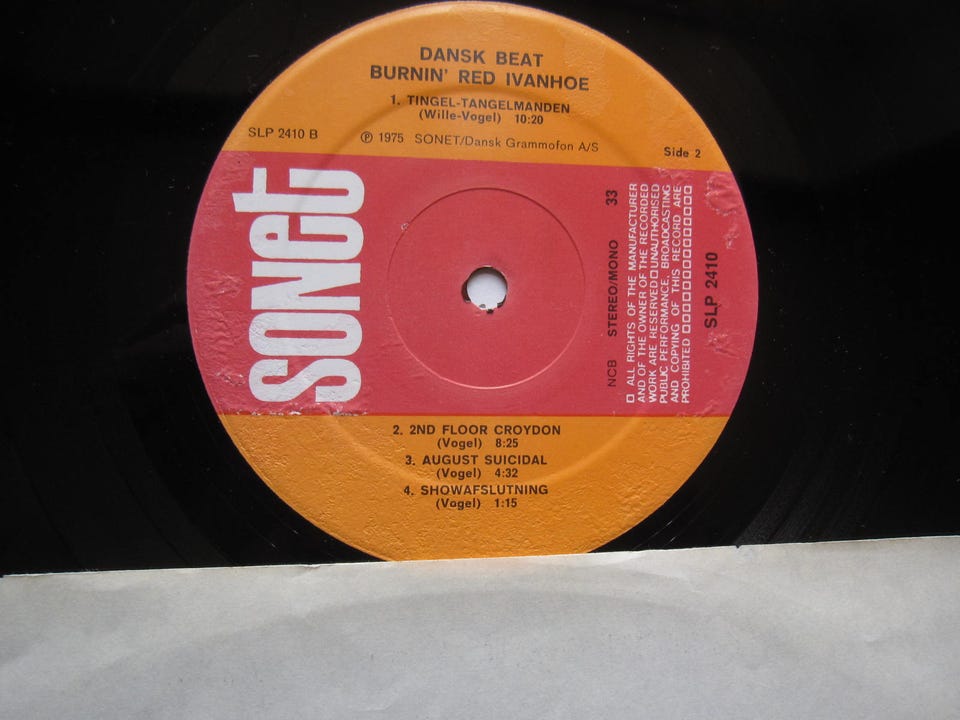 DANSK BEAT
BURNIN' RED IVANHOE
1. TINGEL-TANGELMANDEN
(Wille-Vogel) 10:20
SLP 2410 B
℗ 1975 SONET/Dansk Grammofon A/S
Side 2
sonet
NCB STEREO/MONO 33
□ ALL RIGHTS OF THE MANUFACTURER
AND OF THE OWNER OF THE RECORDED
WORK ARE RESERVED □ UNAUTHORISED
PUBLIC PERFORMANCE, BROADCASTING
AND COPYING OF THIS RECORD ARE
PROHIBITED □□□□□□□□□□□□□
SLP 2410
2. 2ND FLOOR CROYDON
(Vogel) 8:25
3. AUGUST SUICIDAL
(Vogel) 4:32
4. SHOWAFSLUTNING
(Vogel) 1:15